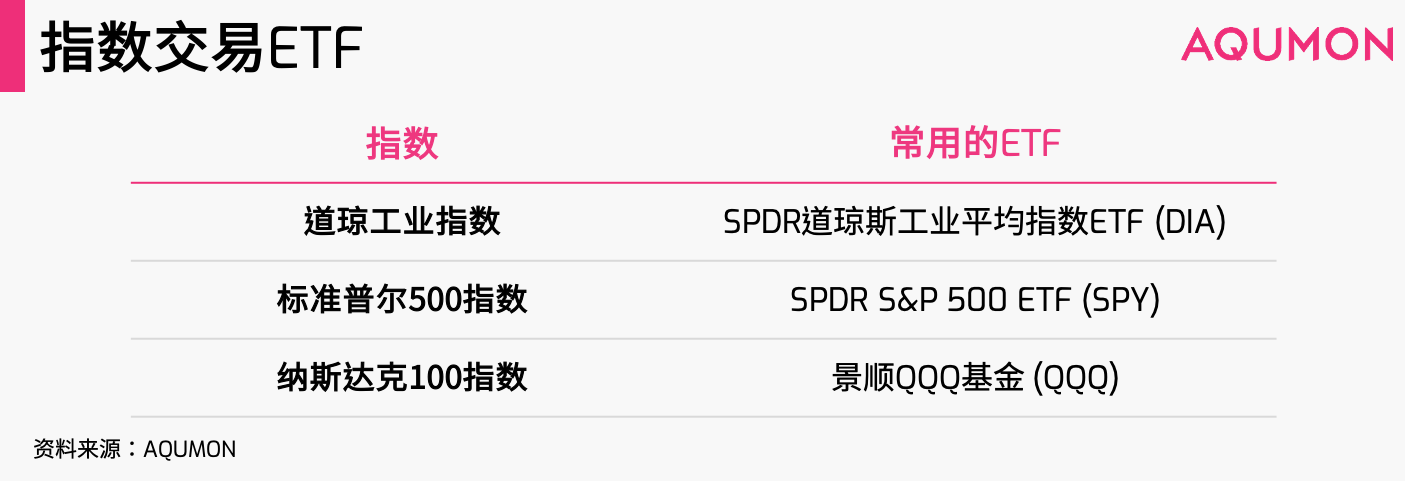 指数交易ETF
AQUMON
指数 常用的ETF
道琼工业指数 SPDR道琼斯工业平均指数ETF (DIA)
标准普尔500指数 SPDR S&P 500 ETF (SPY)
纳斯达克100指数 景顺QQQ基金 (QQQ)
资料来源：AQUMON